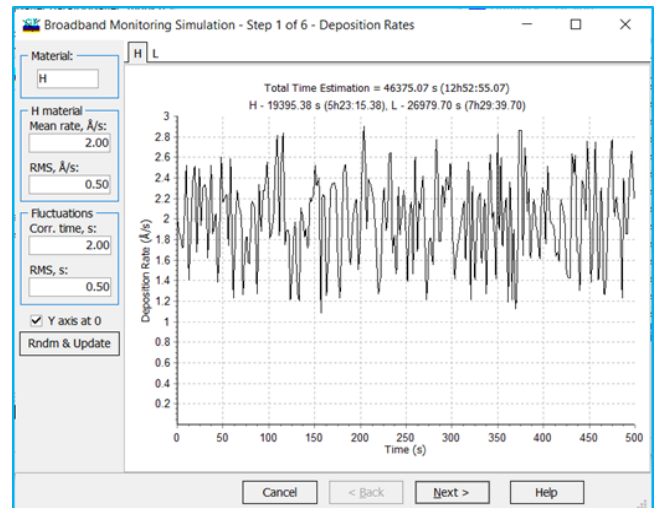 Broadband Monitoring Simulation - Step 1 of 6 - Deposition Rates
Material:
H
H material
Mean rate, Å/s:
2.00
RMS, Å/s:
0.50
Fluctuations
Corr. time, s:
2.00
RMS, s:
0.50
Y axis at 0
Rndm & Update
H L
Total Time Estimation = 46375.07 s (12h52:55.07)
H - 19395.38 s (5h23:15.38), L - 26979.70 s (7h29:39.70)
Deposition Rate (Å/s)
3
2.8
2.6
2.4
2.2
2
1.8
1.6
1.4
1.2
1
0.8
0.6
0.4
0.2
0 50 100 150 200 250 300 350 400 450 500
Time (s)
Cancel < Back Next > Help